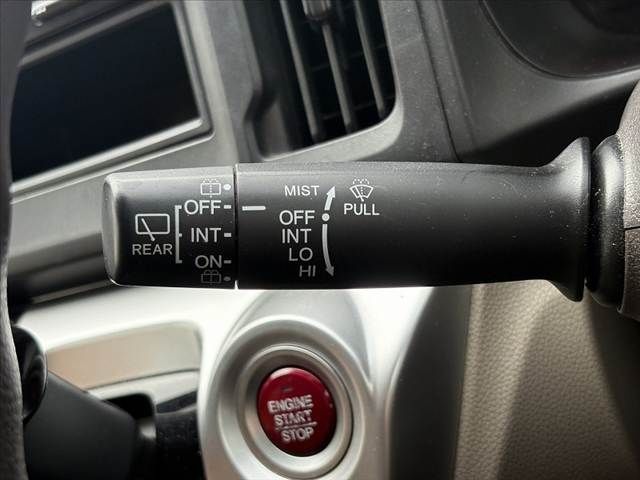 REAR
OFF
INT
ON
MIST
OFF
INT
LO
HI
PULL
ENGINE
START
STOP